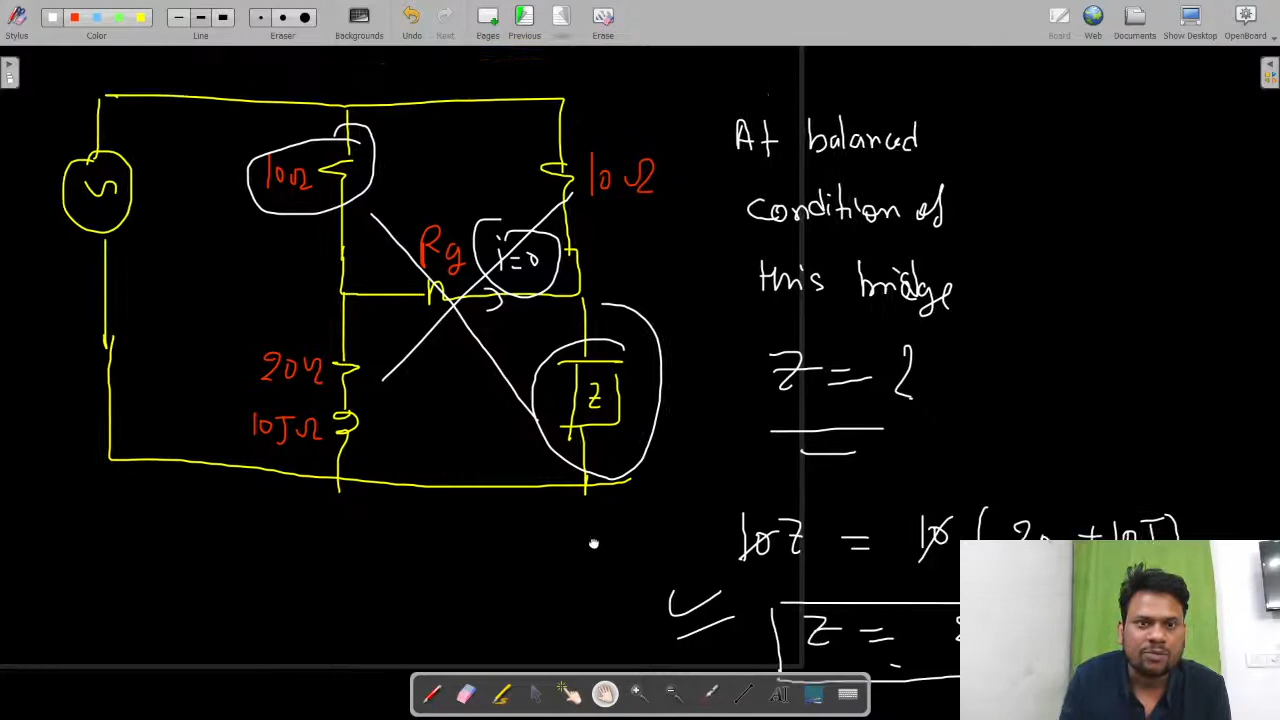 Stylus
Color
Line
Eraser
Backgrounds
Undo
Next
Pages
Previous
Erase
Board
Web
Documents
Show Desktop
OpenBoard
10Ω
10Ω
Rg
i=0
20Ω
10JΩ
Z
At balanced
condition of
this bridge
Z = ?
10Z = 10 (20 + 10J)
Z =